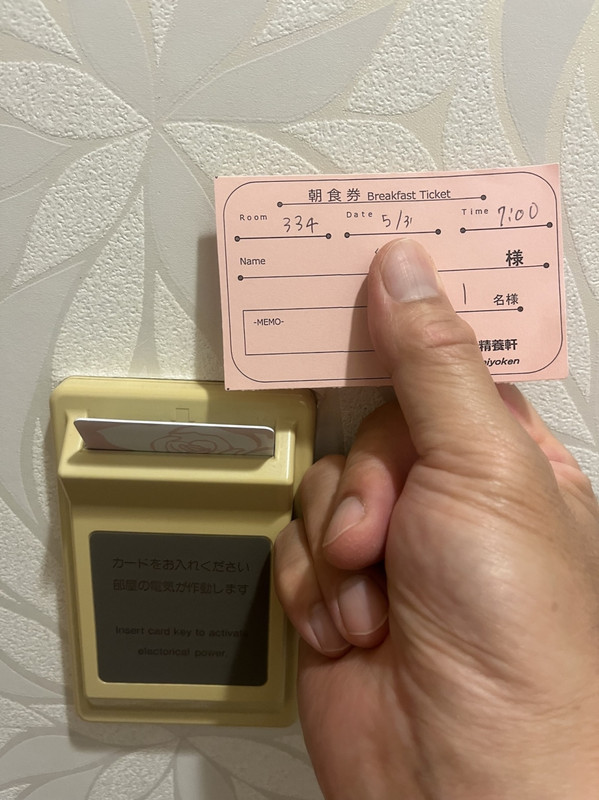 朝食券 Breakfast Ticket
Room 334 Date 5/31 Time 7:00
Name 様
1 名様
-MEMO-
精養軒
iyoken
カードをお入れください
部屋の電気が作動します
Insert card key to activate
electorical power